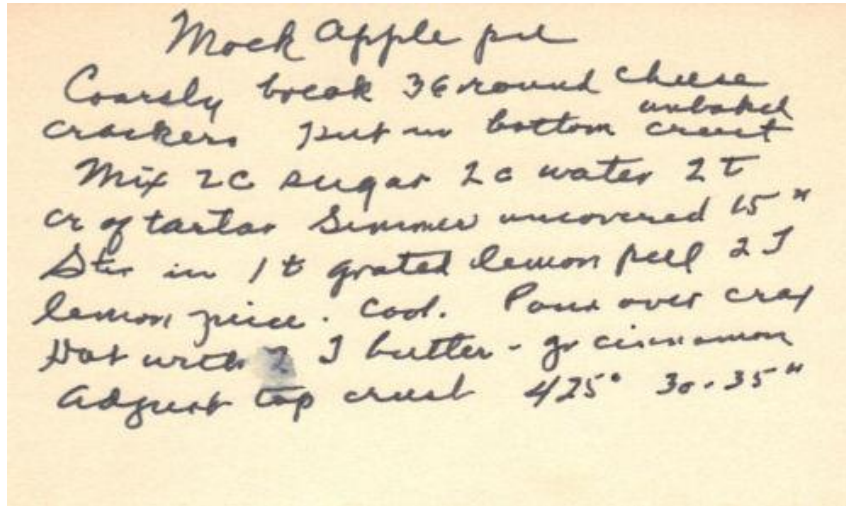 Mock Apple pie
Coarsly break 36 round cheese
crackers put in bottom unbaked crust
Mix 2c sugar 2c water 2t
cr of tartar Simmer uncovered 15"
Stir in 1t grated lemon peel 2T
lemon juice. Cool. Pour over crax
Dot with 2 T butter - gr cinnamon
Adjust top crust 425° 30-35"